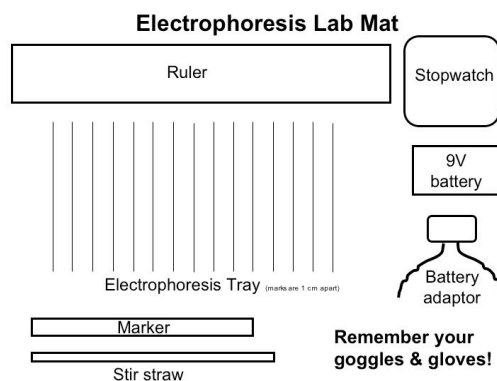 Electrophoresis Lab Mat
Ruler
Stopwatch
9V
battery
Electrophoresis Tray (marks are 1 cm apart)
Battery
adaptor
Marker
Stir straw
Remember your
goggles & gloves!